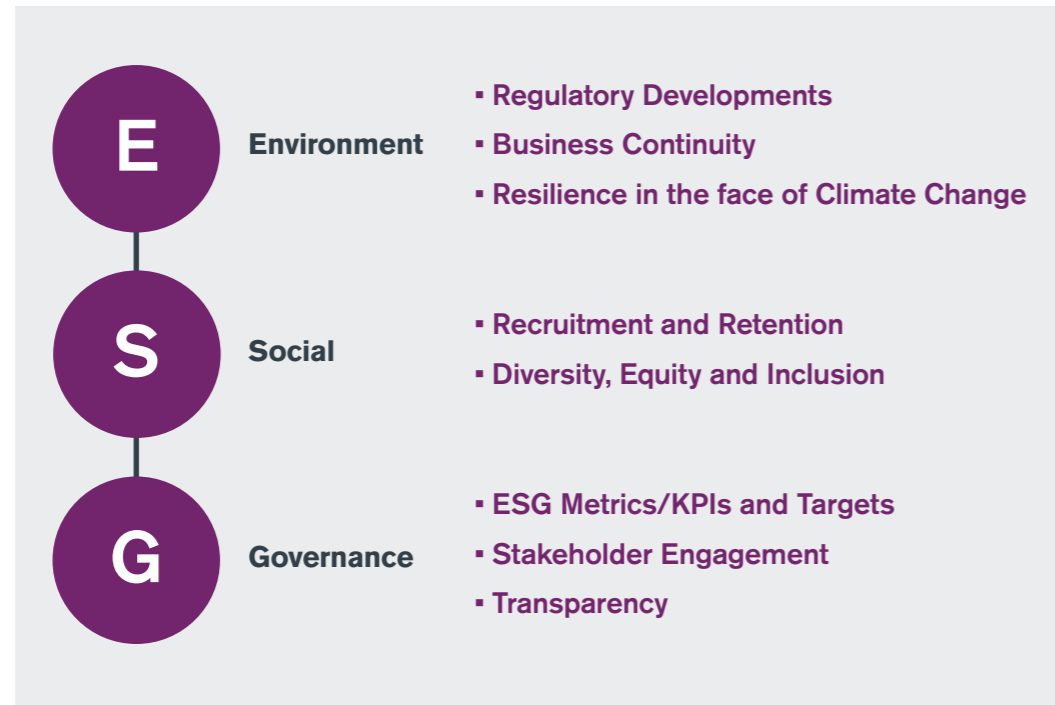 E
Environment
▪ Regulatory Developments
▪ Business Continuity
▪ Resilience in the face of Climate Change
S
Social
▪ Recruitment and Retention
▪ Diversity, Equity and Inclusion
G
Governance
▪ ESG Metrics/KPIs and Targets
▪ Stakeholder Engagement
▪ Transparency